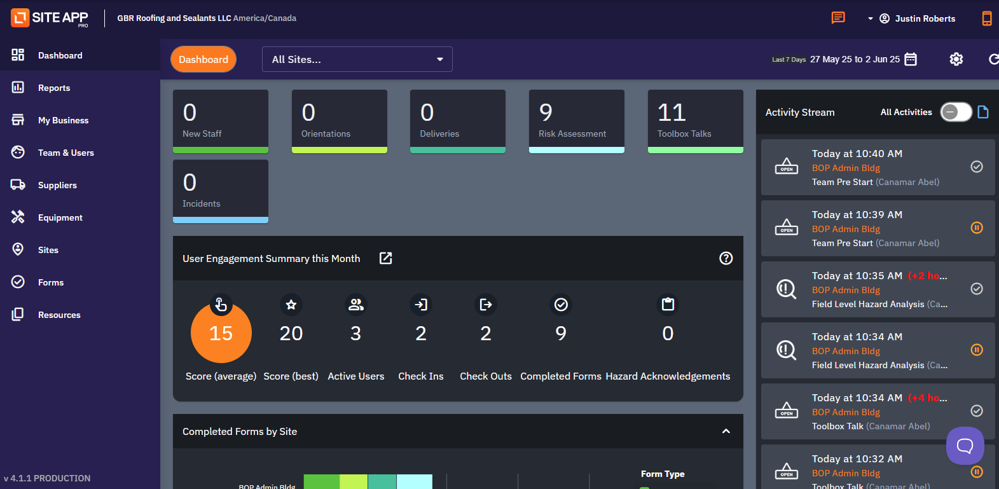 SITE APP
PRO
GBR Roofing and Sealants LLC America/Canada
Justin Roberts
Dashboard
Reports
My Business
Team & Users
Suppliers
Equipment
Sites
Forms
Resources
v 4.1.1 PRODUCTION
Dashboard
All Sites...
Last 7 Days 27 May 25 to 2 Jun 25
0
New Staff
0
Orientations
0
Deliveries
9
Risk Assessment
11
Toolbox Talks
0
Incidents
User Engagement Summary this Month
15
Score (average)
20
Score (best)
3
Active Users
2
Check Ins
2
Check Outs
9
Completed Forms
0
Hazard Acknowledgements
Completed Forms by Site
BOP Admin Bldg
Form Type
Activity Stream
All Activities
OPEN
Today at 10:40 AM
BOP Admin Bldg
Team Pre Start (Canamar Abel)
OPEN
Today at 10:39 AM
BOP Admin Bldg
Team Pre Start (Canamar Abel)
Today at 10:35 AM (+2 ho...
BOP Admin Bldg
Field Level Hazard Analysis (Ca...
Today at 10:34 AM
BOP Admin Bldg
Field Level Hazard Analysis (Ca...
OPEN
Today at 10:34 AM (+4 ho...
BOP Admin Bldg
Toolbox Talk (Canamar Abel)
OPEN
Today at 10:32 AM
BOP Admin Bldg
Toolbox Talk (Canamar Abel)